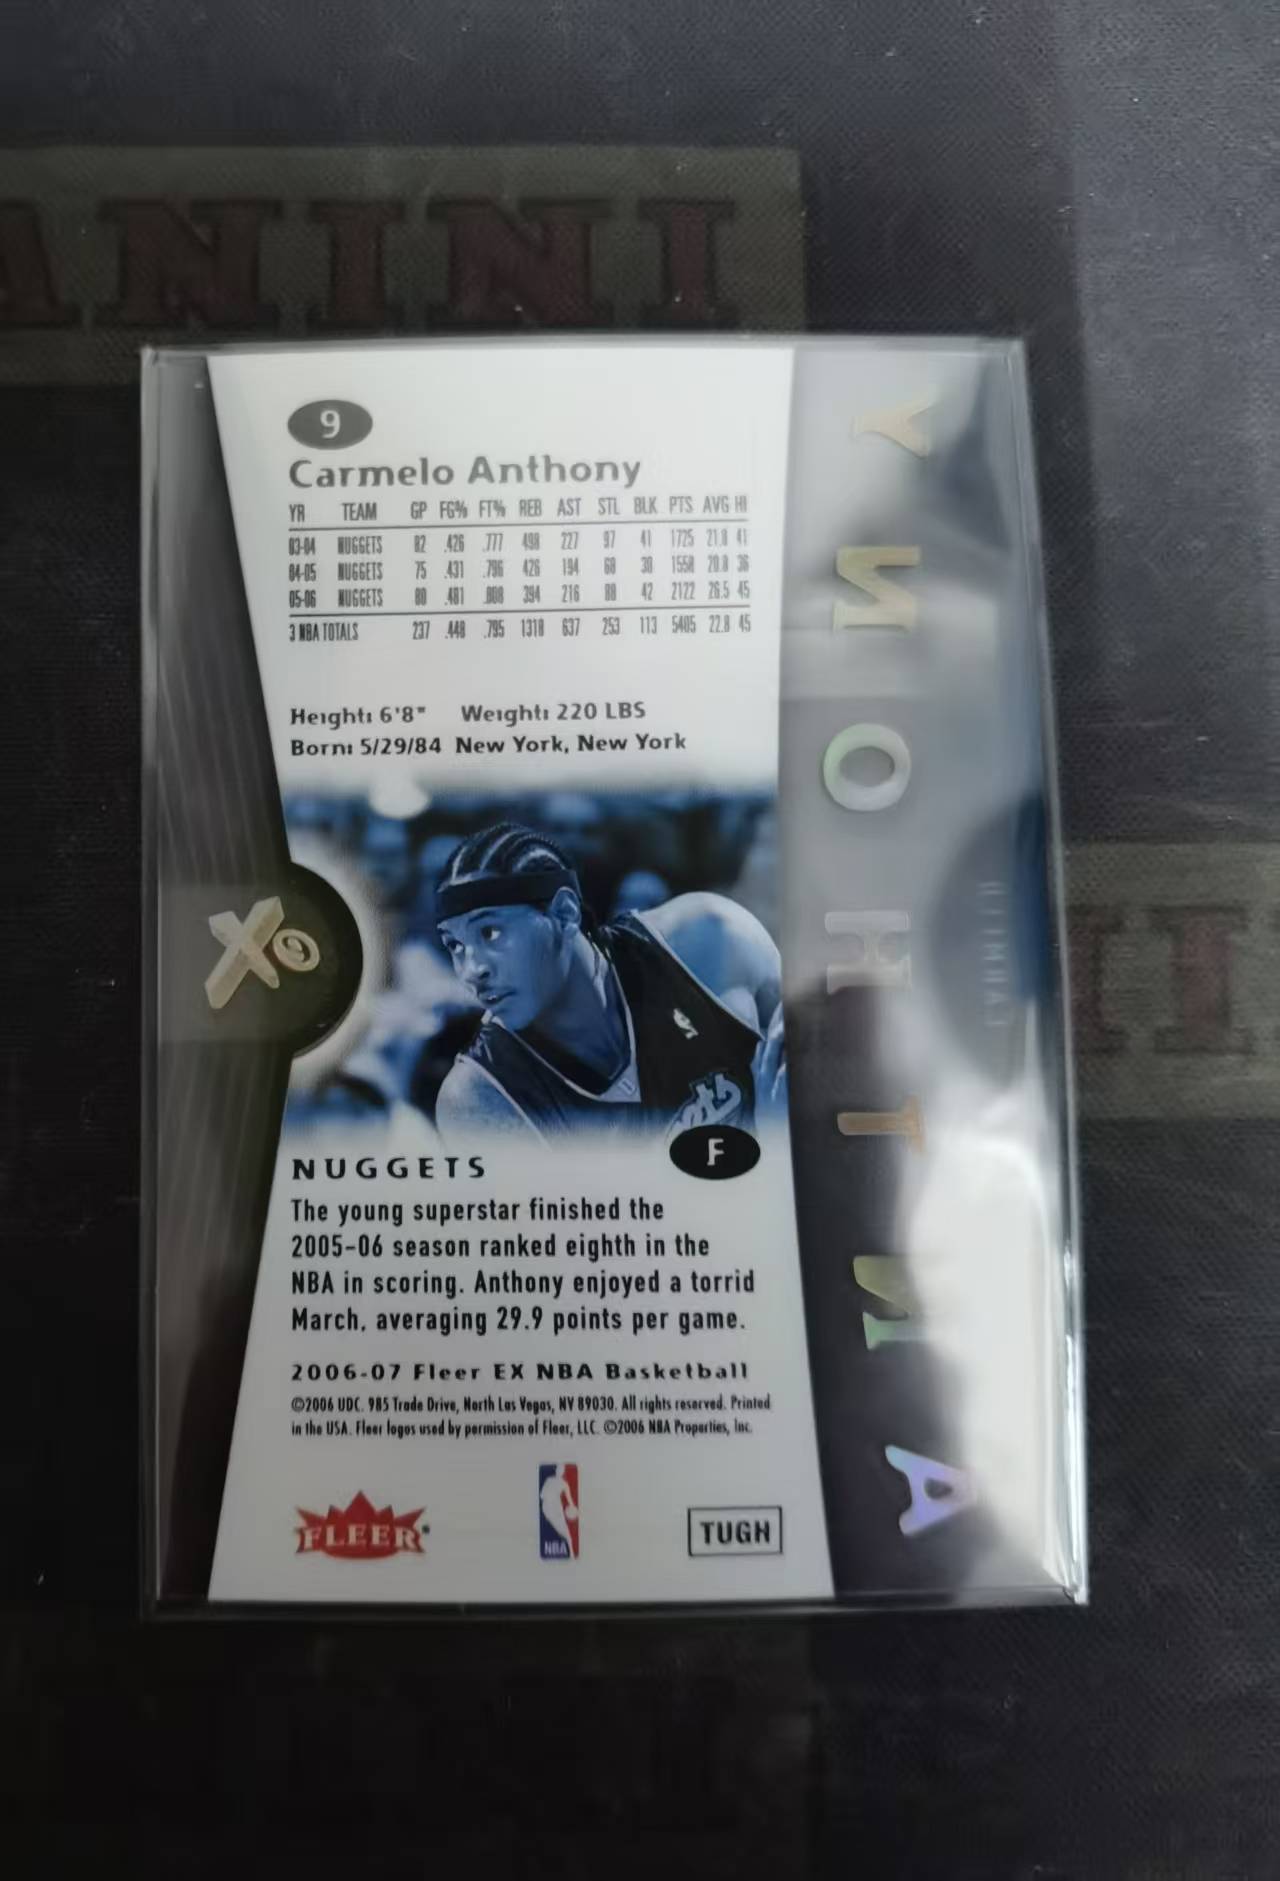 ANINI
9
Carmelo Anthony
YR TEAM GP FG% FT% REB AST STL BLK PTS AVG HI
03-04 NUGGETS 82 .426 .777 498 227 97 41 1725 21.8 41
04-05 NUGGETS 75 .431 .796 426 194 68 30 1558 20.8 36
05-06 NUGGETS 80 .481 .808 394 216 88 42 2122 26.5 45
3 NBA TOTALS 237 .448 .795 1318 637 253 113 5405 22.8 45
Height: 6'8" Weight: 220 LBS
Born: 5/29/84 New York, New York
X9
F
NUGGETS
The young superstar finished the
2005-06 season ranked eighth in the
NBA in scoring. Anthony enjoyed a torrid
March, averaging 29.9 points per game.
2006-07 Fleer EX NBA Basketball
©2006 UDC. 985 Trade Drive, North Las Vegas, NV 89030. All rights reserved. Printed
in the USA. Fleer logos used by permission of Fleer, LLC. ©2006 NBA Properties, Inc.
FLEER
NBA
TUGH
ANTHONY